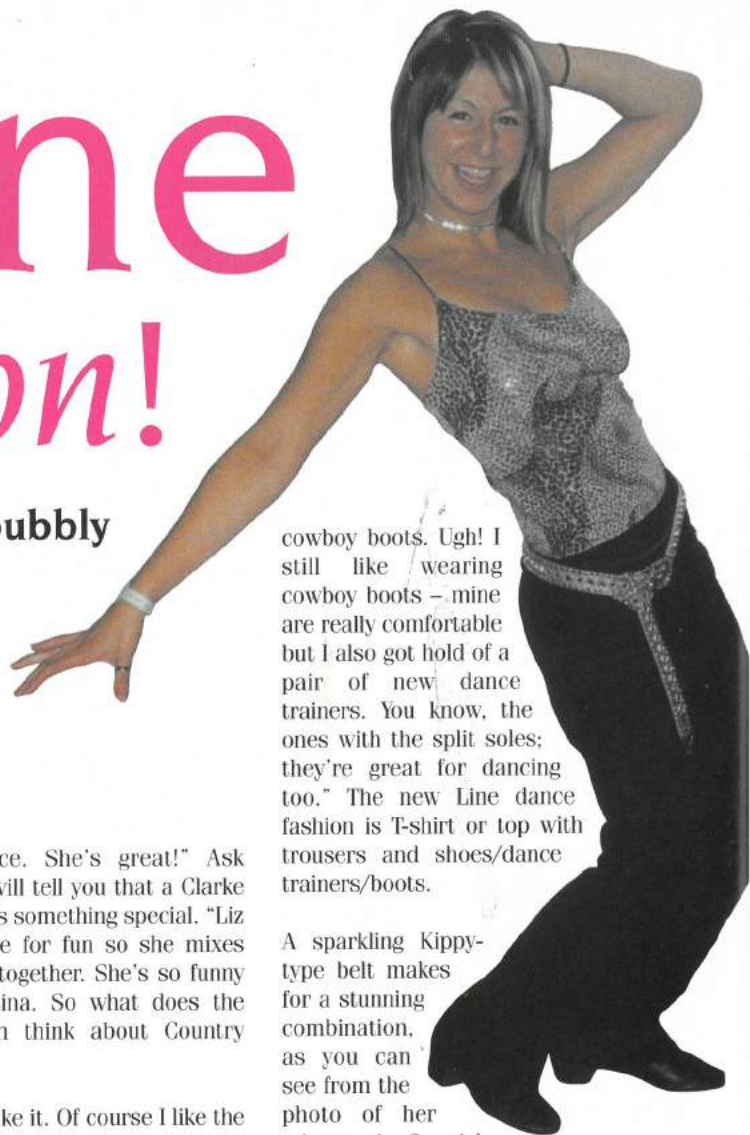 ne
on!
bubbly
ce. She's great!" Ask
will tell you that a Clarke
s something special. "Liz
e for fun so she mixes
together. She's so funny
ina. So what does the
n think about Country
ke it. Of course I like the
cowboy boots. Ugh! I
still like wearing
cowboy boots – mine
are really comfortable
but I also got hold of a
pair of new dance
trainers. You know, the
ones with the split soles;
they're great for dancing
too." The new Line dance
fashion is T-shirt or top with
trousers and shoes/dance
trainers/boots.
A sparkling Kippy-
type belt makes
for a stunning
combination,
as you can
see from the
photo of her